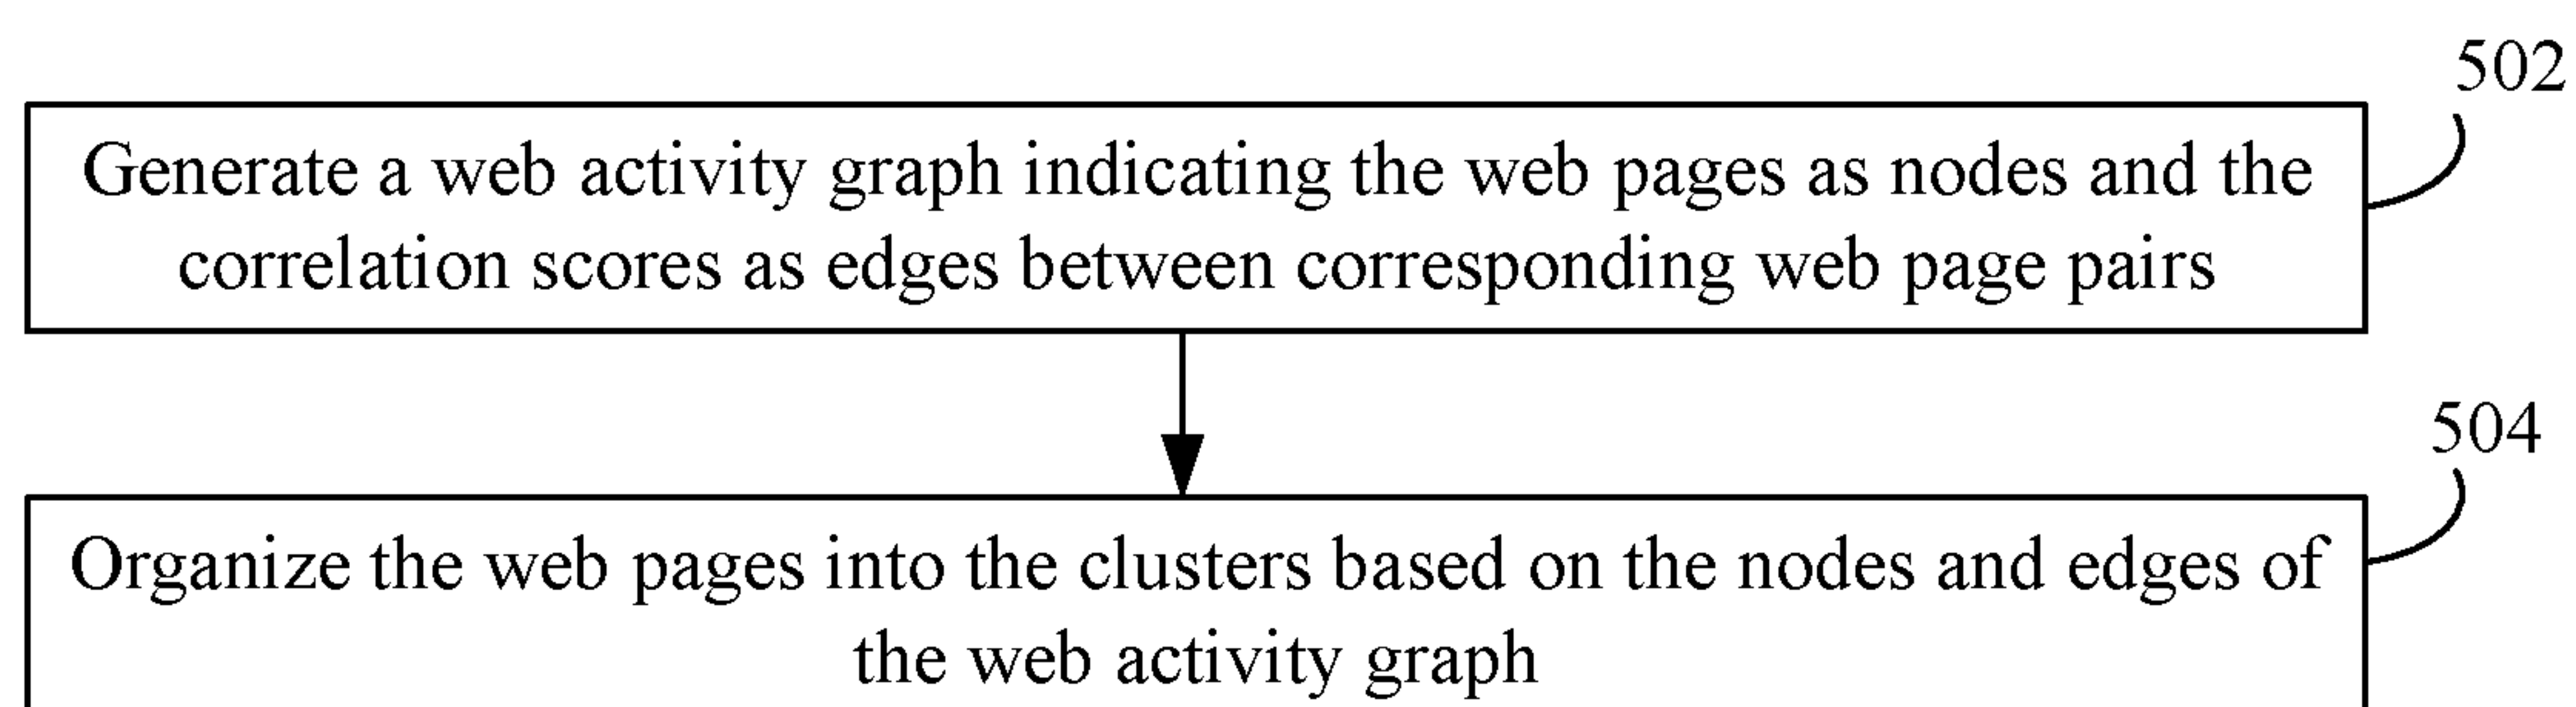 502
Generate a web activity graph indicating the web pages as nodes and the
correlation scores as edges between corresponding web page pairs
504
Organize the web pages into the clusters based on the nodes and edges of
the web activity graph